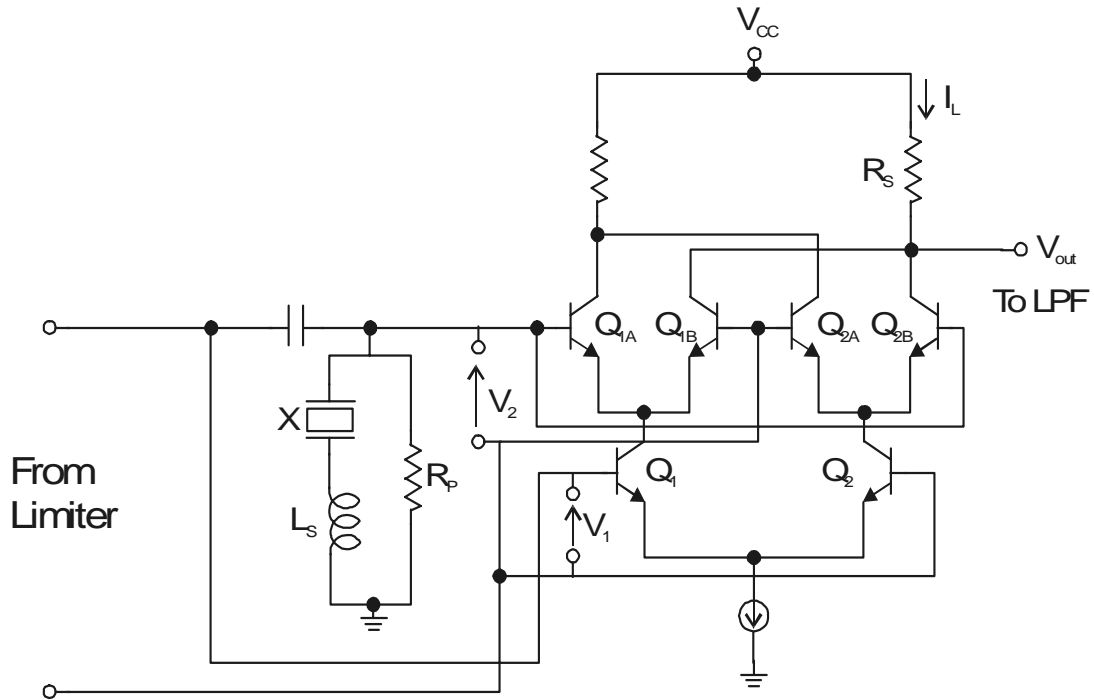 V_CC
I_L
R_S
V_out
To LPF
Q_1A
Q_1B
Q_2A
Q_2B
X
V_2
R_P
Q_1
Q_2
From
Limiter
L_S
V_1